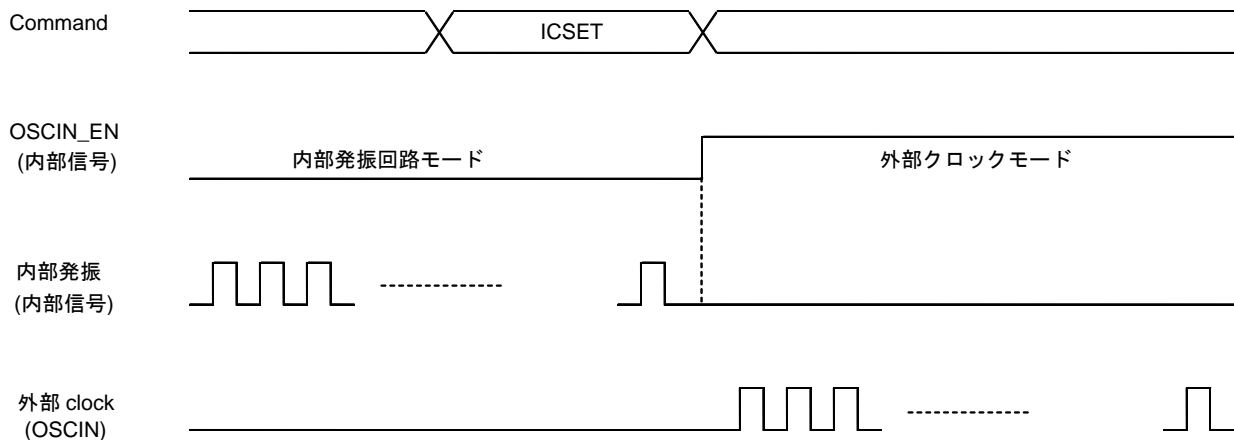 Command
ICSET
OSCIN_EN
(内部信号)
内部発振回路モード
外部クロックモード
内部発振
(内部信号)
外部 clock
(OSCIN)